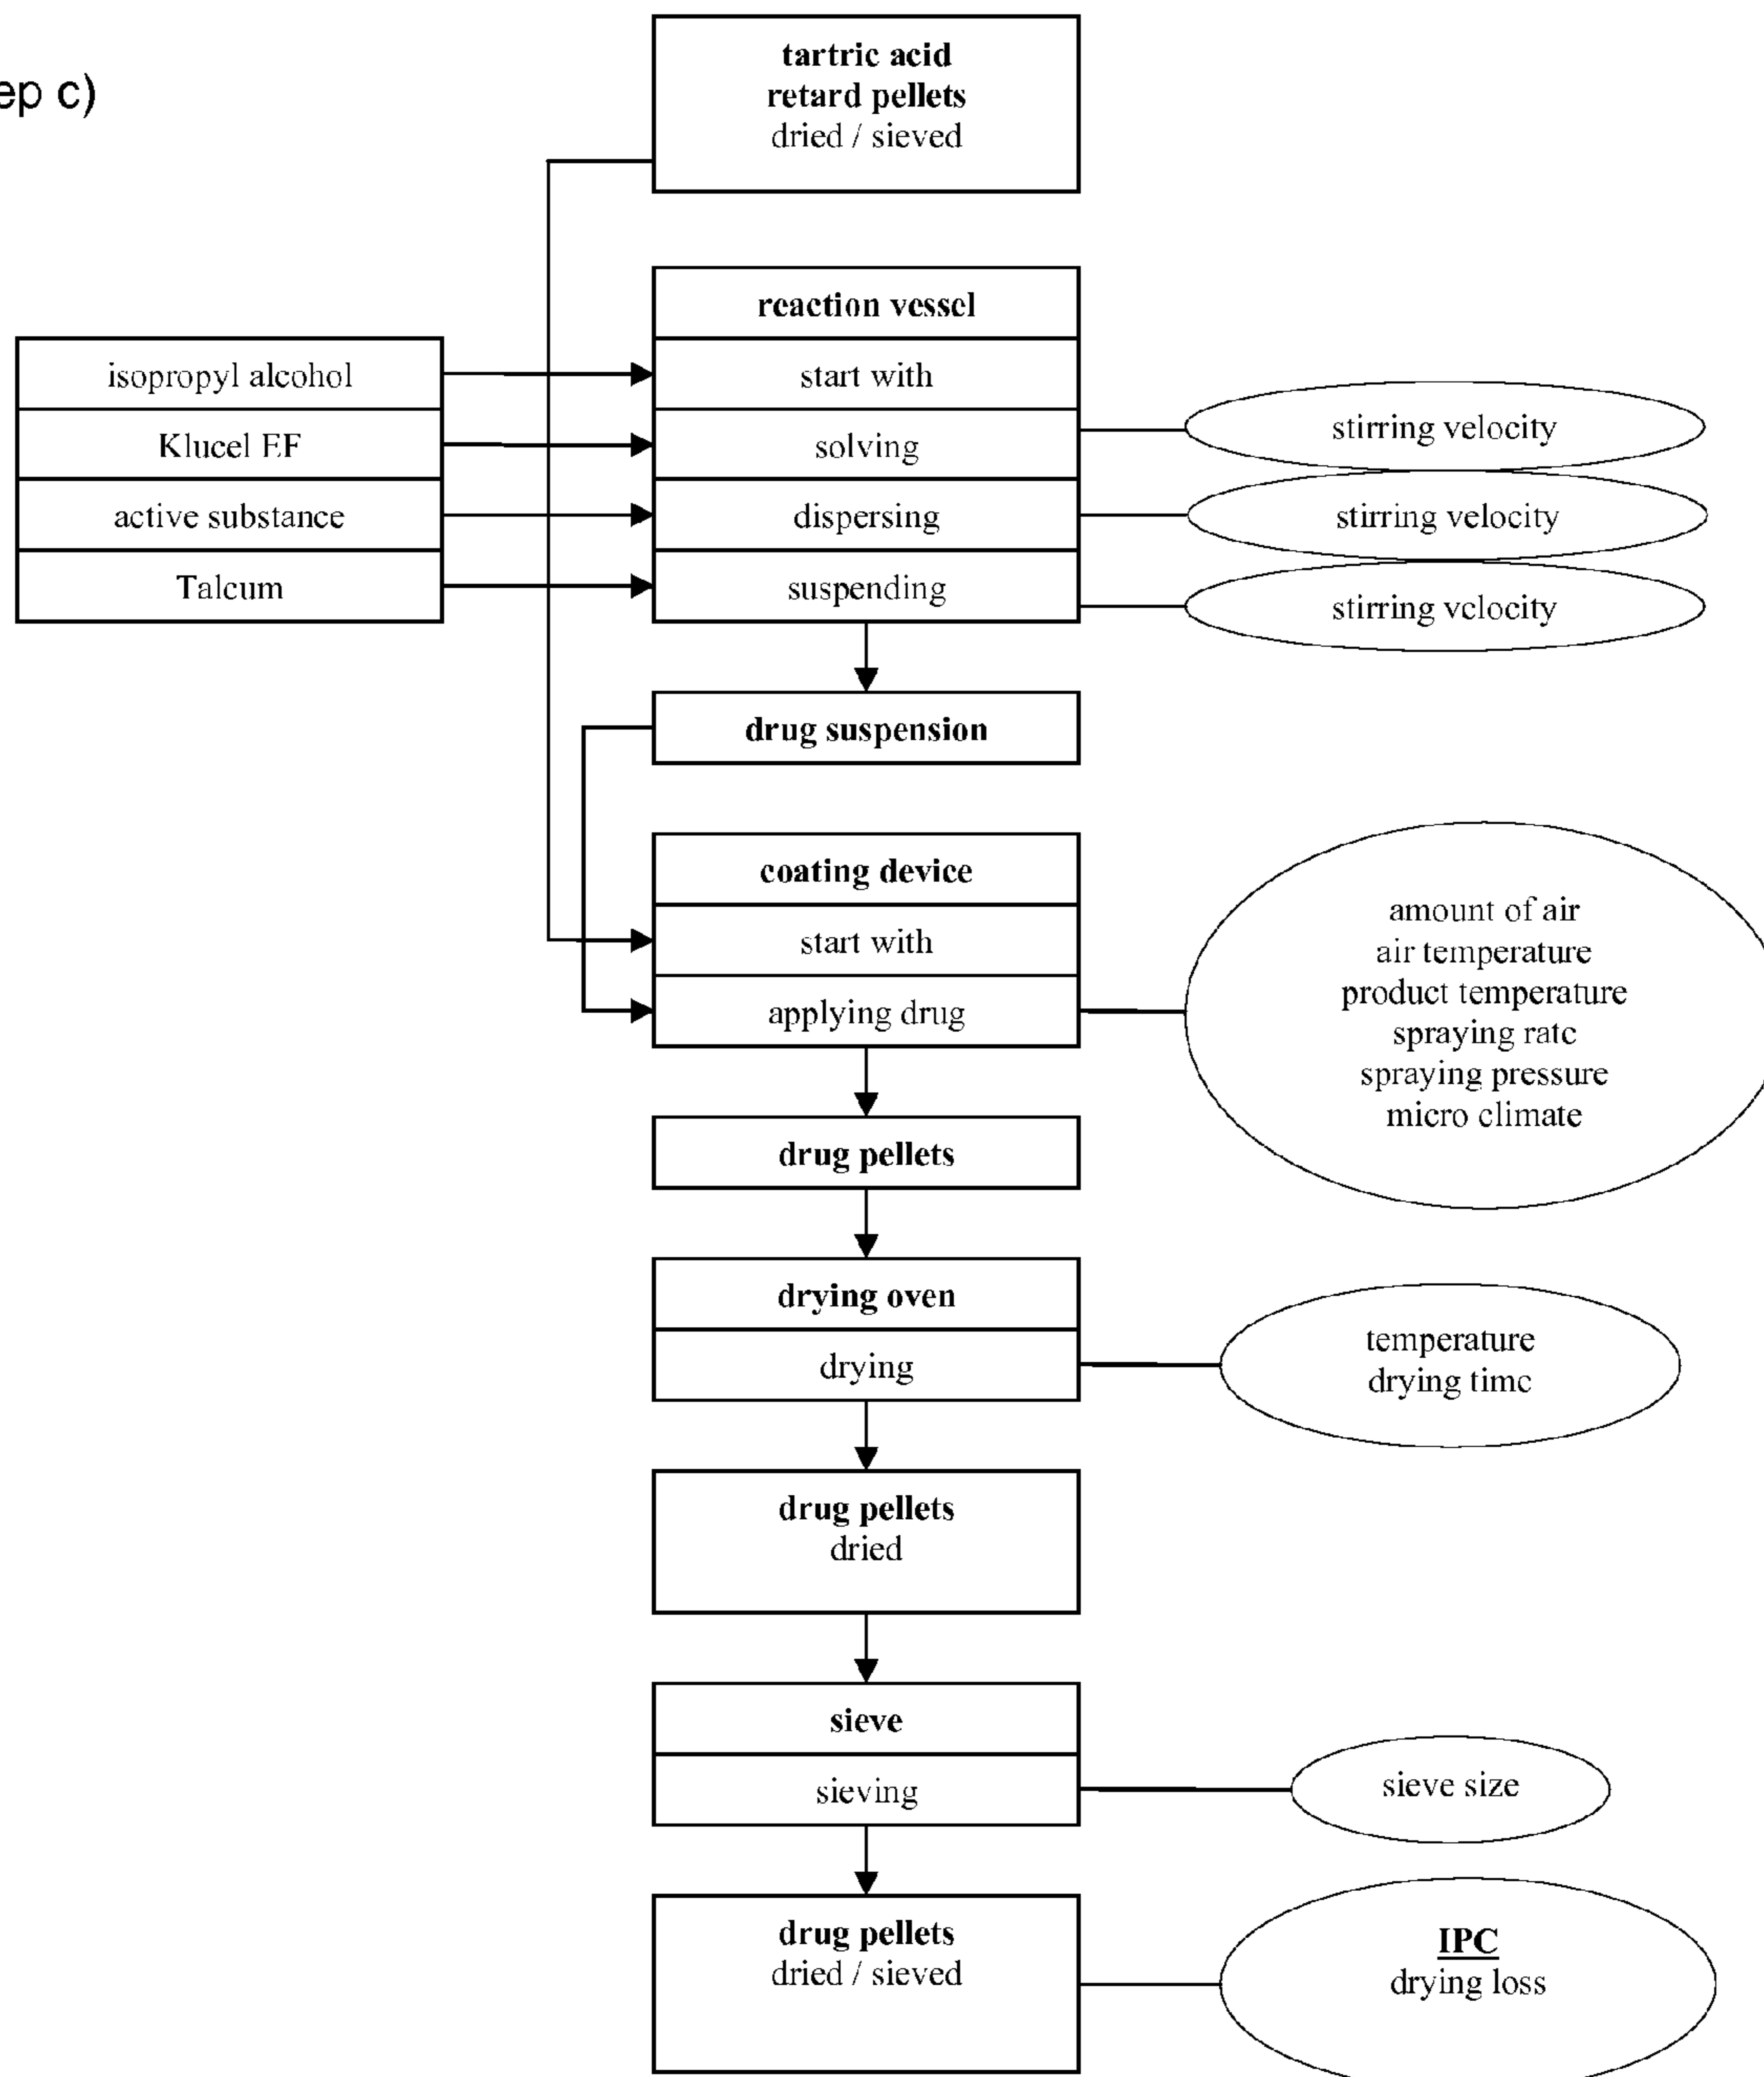 ep c)
tartric acid
retard pellets
dried / sieved
reaction vessel
isopropyl alcohol
start with
Klucel EF
solving
stirring velocity
active substance
dispersing
stirring velocity
Talcum
suspending
stirring velocity
drug suspension
coating device
start with
applying drug
amount of air
air temperature
product temperature
spraying rate
spraying pressure
micro climate
drug pellets
drying oven
drying
temperature
drying time
drug pellets
dried
sieve
sieving
sieve size
drug pellets
dried / sieved
IPC
drying loss